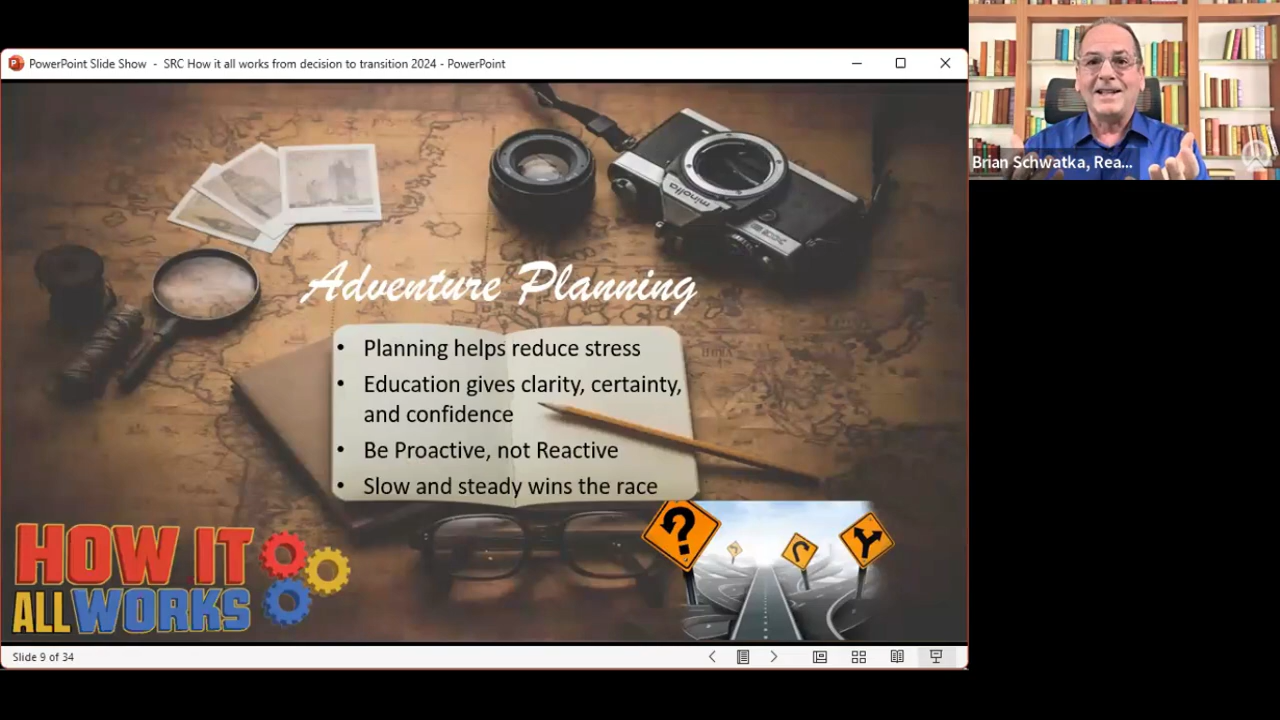 PowerPoint Slide Show - SRC How it all works from decision to transition 2024 - PowerPoint
Brian Schwatka, Rea...
minolta
Adventure Planning
• Planning helps reduce stress
• Education gives clarity, certainty,
and confidence
• Be Proactive, not Reactive
• Slow and steady wins the race
?
HOW IT
ALL WORKS
Slide 9 of 34